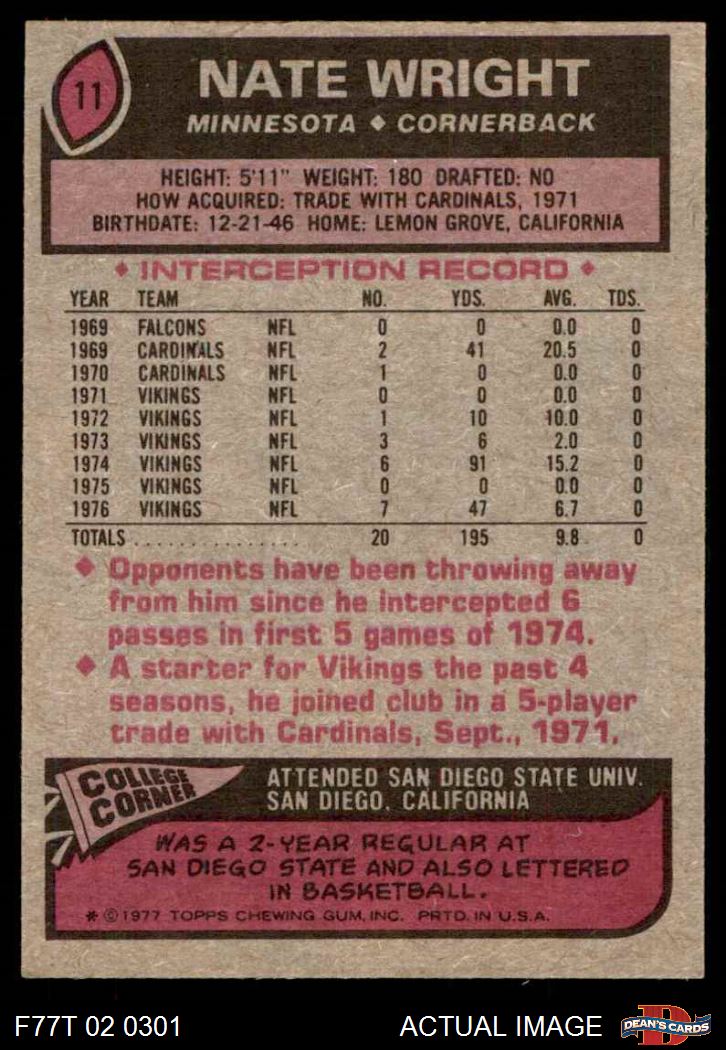 11
NATE WRIGHT
MINNESOTA ♦ CORNERBACK
HEIGHT: 5'11" WEIGHT: 180 DRAFTED: NO
HOW ACQUIRED: TRADE WITH CARDINALS, 1971
BIRTHDATE: 12-21-46 HOME: LEMON GROVE, CALIFORNIA
♦ INTERCEPTION RECORD ♦
YEAR TEAM NO. YDS. AVG. TDS.
1969 FALCONS NFL 0 0 0.0 0
1969 CARDINALS NFL 2 41 20.5 0
1970 CARDINALS NFL 1 0 0.0 0
1971 VIKINGS NFL 0 0 0.0 0
1972 VIKINGS NFL 1 10 10.0 0
1973 VIKINGS NFL 3 6 2.0 0
1974 VIKINGS NFL 6 91 15.2 0
1975 VIKINGS NFL 0 0 0.0 0
1976 VIKINGS NFL 7 47 6.7 0
TOTALS . . . . . . . . . . . . . . . 20 195 9.8 0
♦ Opponents have been throwing away
from him since he intercepted 6
passes in first 5 games of 1974.
♦ A starter for Vikings the past 4
seasons, he joined club in a 5-player
trade with Cardinals, Sept., 1971.
COLLEGE
CORNER
ATTENDED SAN DIEGO STATE UNIV.
SAN DIEGO, CALIFORNIA
WAS A 2-YEAR REGULAR AT
SAN DIEGO STATE AND ALSO LETTERED
IN BASKETBALL.
* © 1977 TOPPS CHEWING GUM, INC. PRTD. IN U.S.A.
F77T 02 0301
ACTUAL IMAGE
D
DEAN'S CARDS